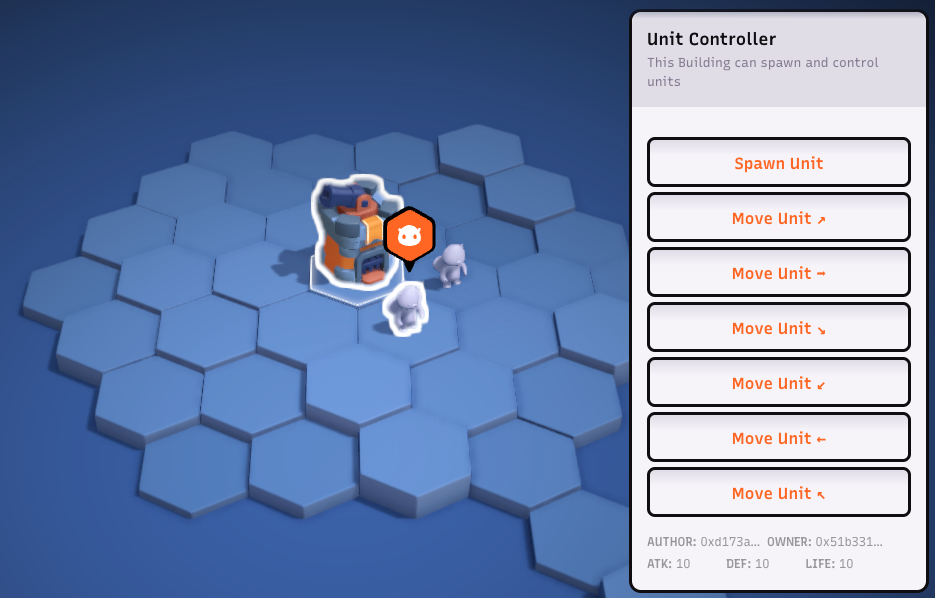 Unit Controller
This Building can spawn and control
units
Spawn Unit
Move Unit ↗
Move Unit →
Move Unit ↘
Move Unit ↙
Move Unit ←
Move Unit ↖
AUTHOR: 0xd173a... OWNER: 0x51b331...
ATK: 10 DEF: 10 LIFE: 10